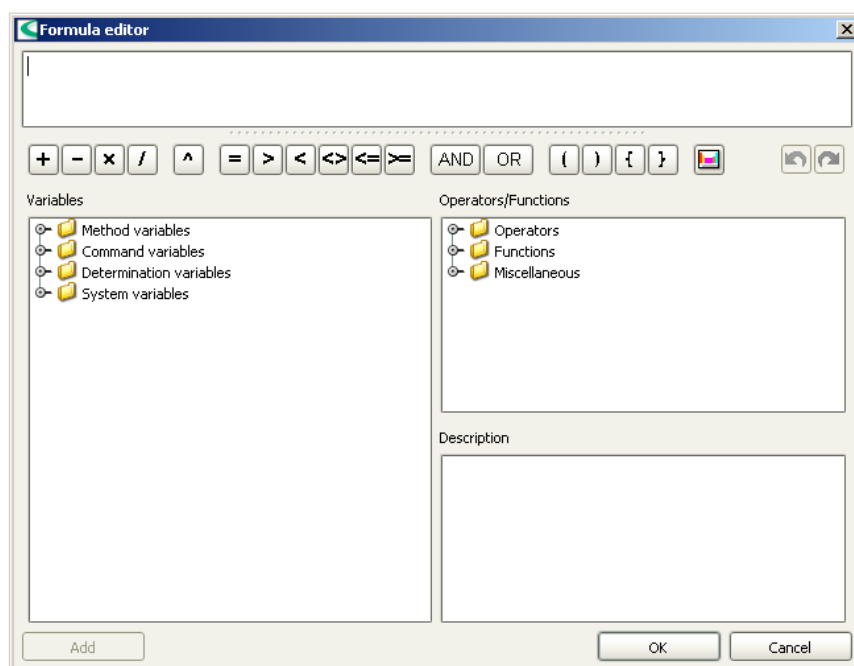 Formula editor
+ − × / ^ = > < <> <= >= AND OR ( ) { }
Variables
Operators/Functions
Method variables
Command variables
Determination variables
System variables
Operators
Functions
Miscellaneous
Description
Add
OK
Cancel